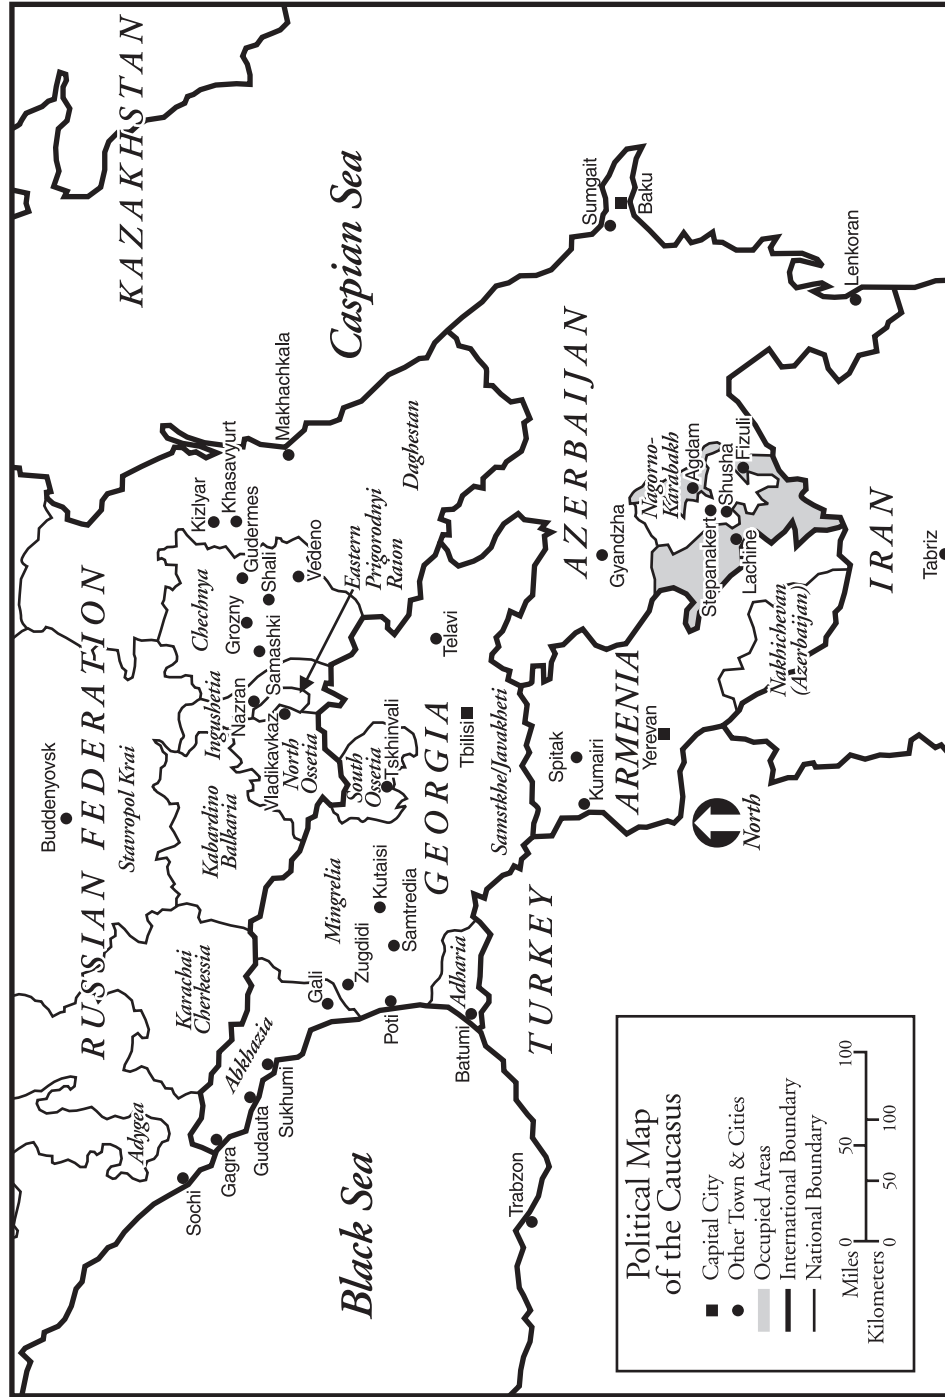 KAZAKHSTAN
RUSSIAN FEDERATION
Buddenyovsk
Stavropol Krai
Adygea
Karachai
Cherkessia
Kabardino
Balkaria
Ingushetia
Nazran
Chechnya
Grozny
Samashki
Gudermes
Shali
Vedeno
Kizlyar
Khasavyurt
Makhachkala
Daghestan
Caspian Sea
Vladikavkaz
North
Ossetia
Eastern
Prigorodnyi
Raion
Sochi
Gagra
Gudauta
Sukhumi
Abkhazia
Gali
Zugdidi
Mingrelia
Kutaisi
Samtredia
Poti
Batumi
Adharia
South
Ossetia
Tskhinvali
GEORGIA
Tbilisi
Telavi
Samstkhe/Javakheti
Black Sea
Trabzon
TURKEY
Spitak
Kumairi
ARMENIA
Yerevan
AZERBAIJAN
Gyandzha
Nagorno-
Karabakh
Agdam
Stepanakert
Shusha
Fizuli
Lachine
Nakhichevan
(Azerbaijan)
Sumgait
Baku
Lenkoran
IRAN
Tabriz
North
Political Map
of the Caucasus
Capital City
Other Town & Cities
Occupied Areas
International Boundary
National Boundary
Miles 0 50 100
Kilometers 0 50 100